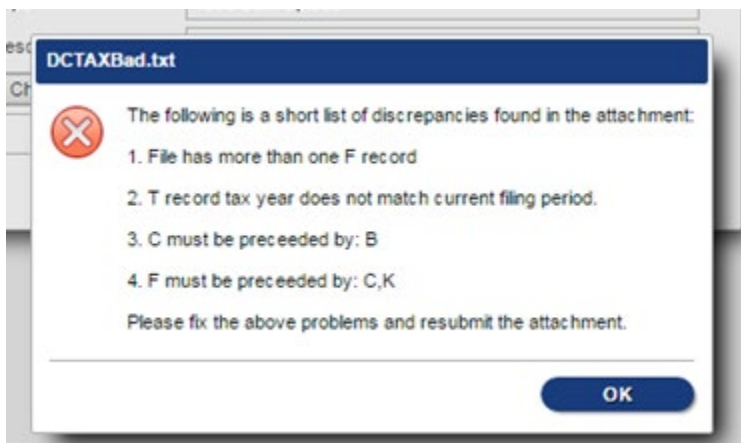 DCTAXBad.txt
The following is a short list of discrepancies found in the attachment:
1. File has more than one F record
2. T record tax year does not match current filing period.
3. C must be preceeded by: B
4. F must be preceeded by: C,K
Please fix the above problems and resubmit the attachment.
OK